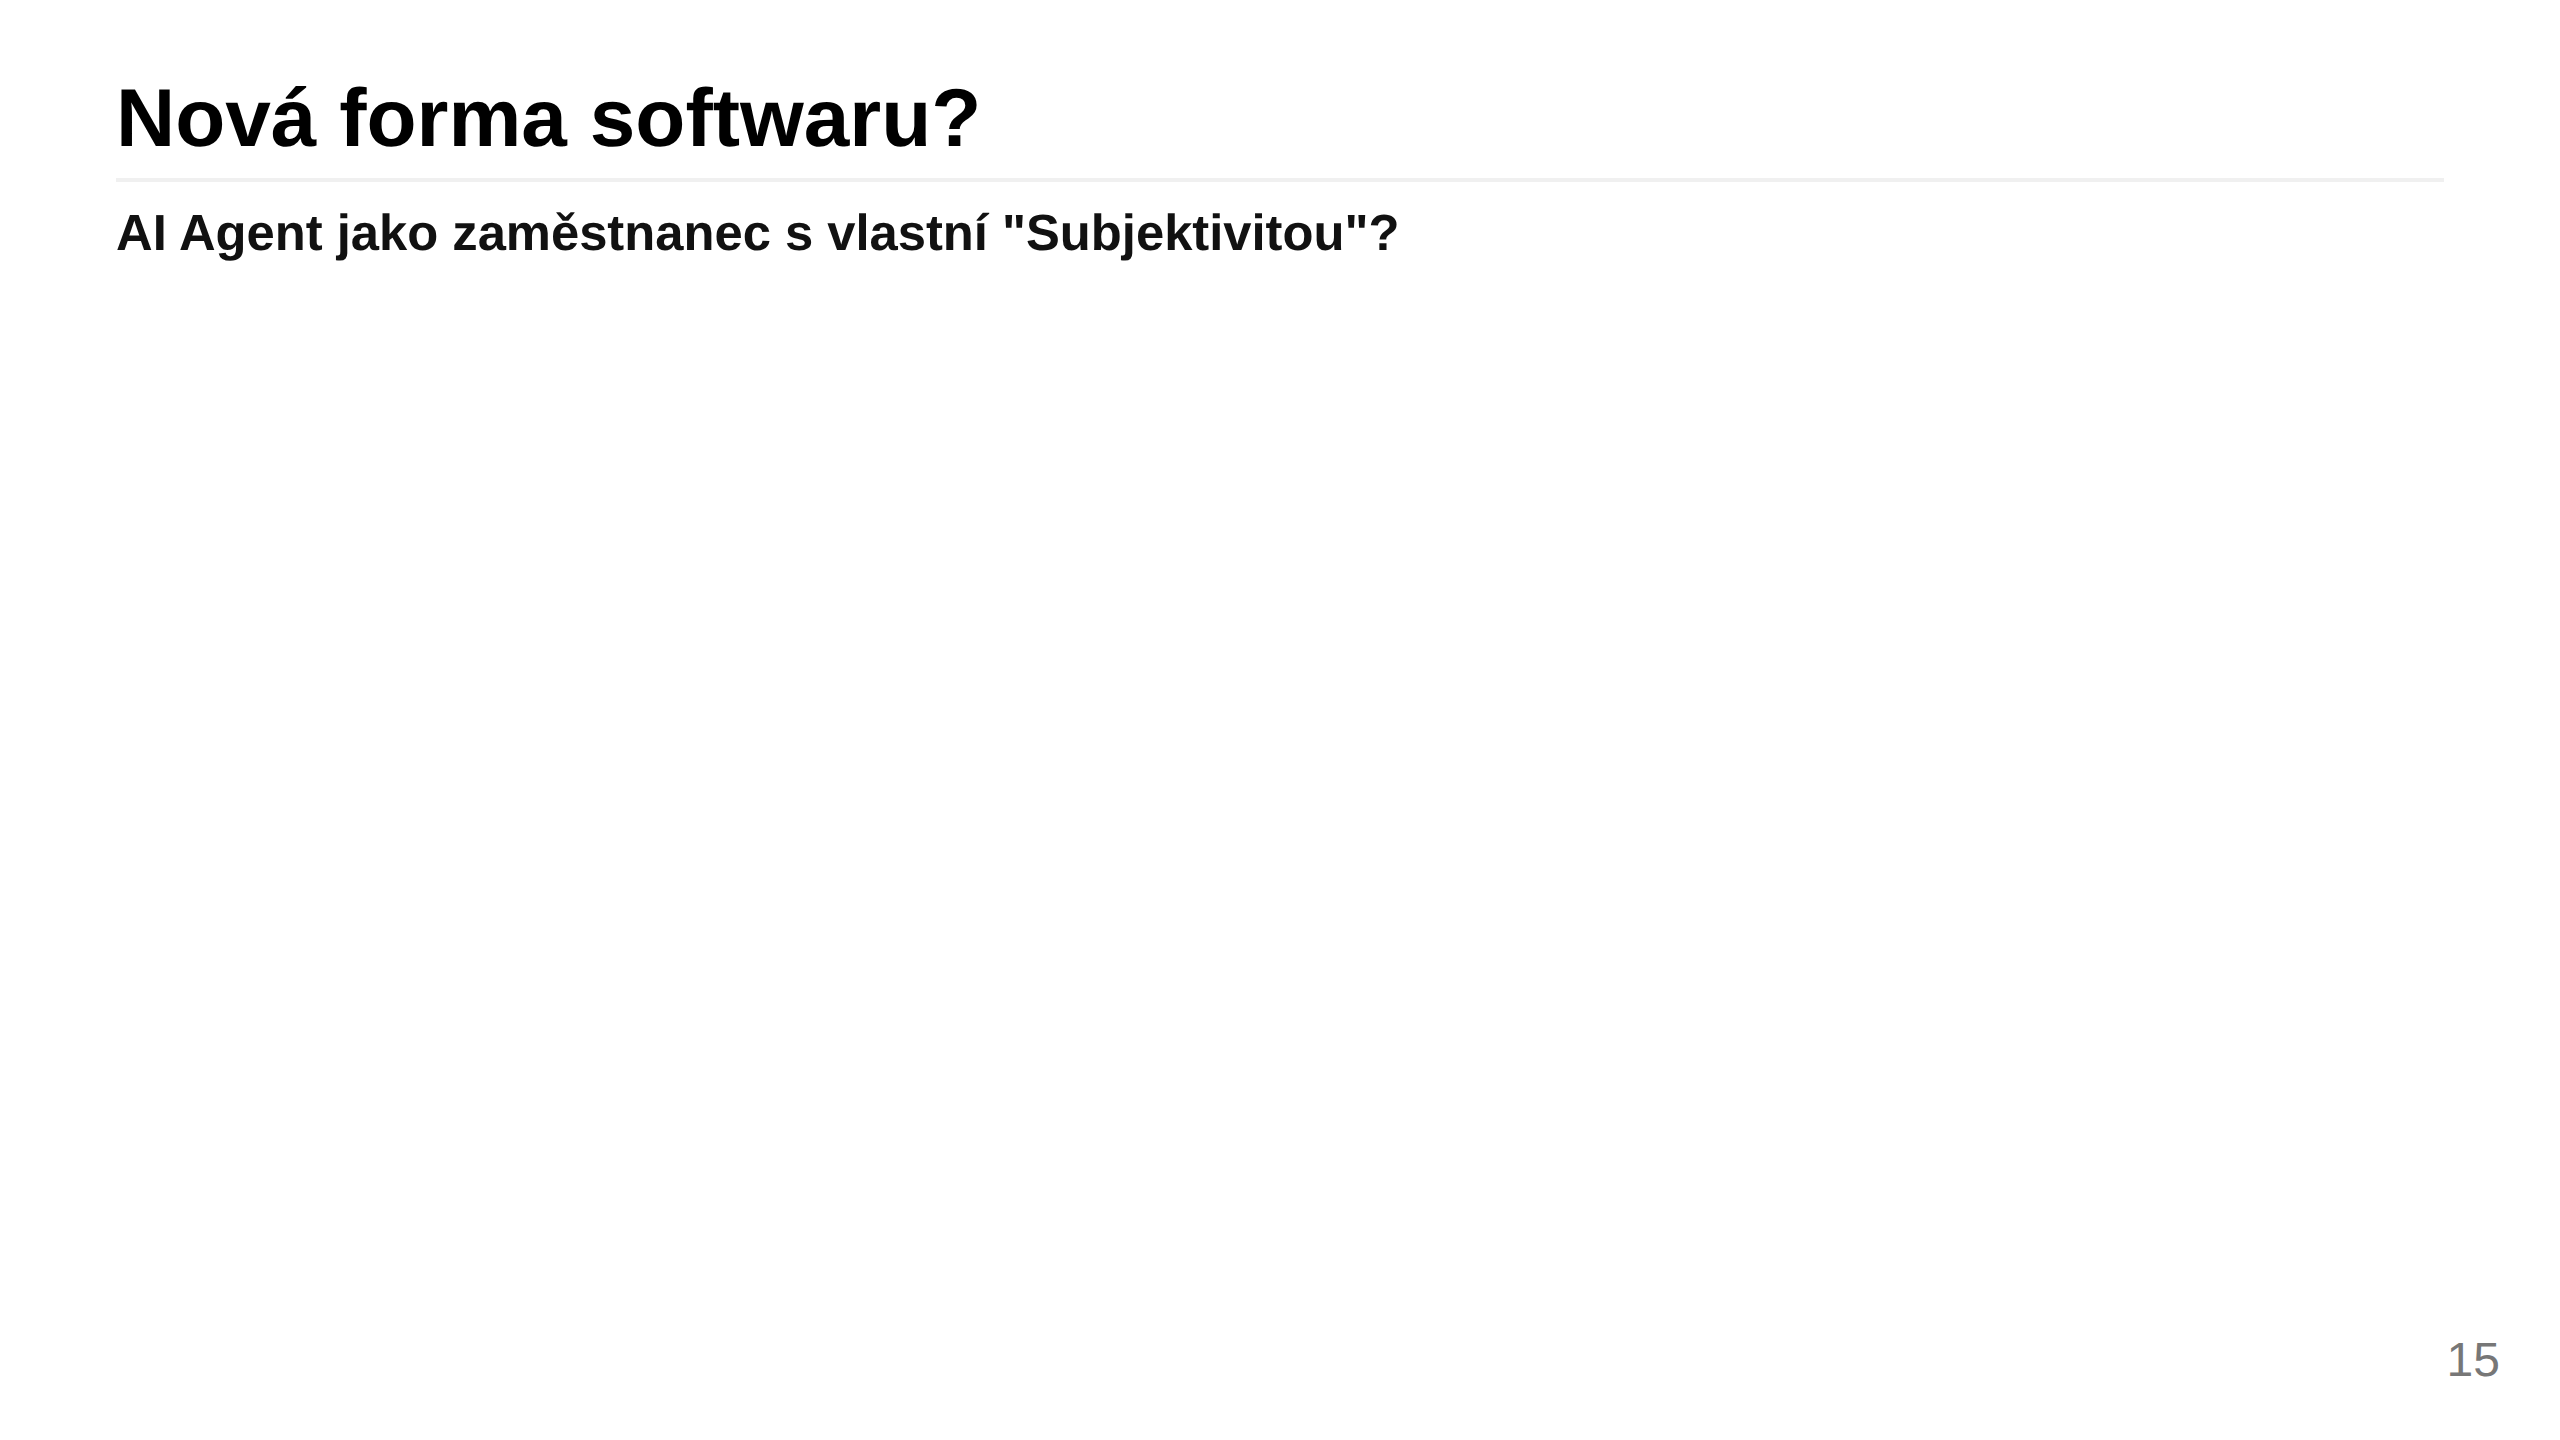 Nová forma softwaru?
AI Agent jako zaměstnanec s vlastní "Subjektivitou"?
15